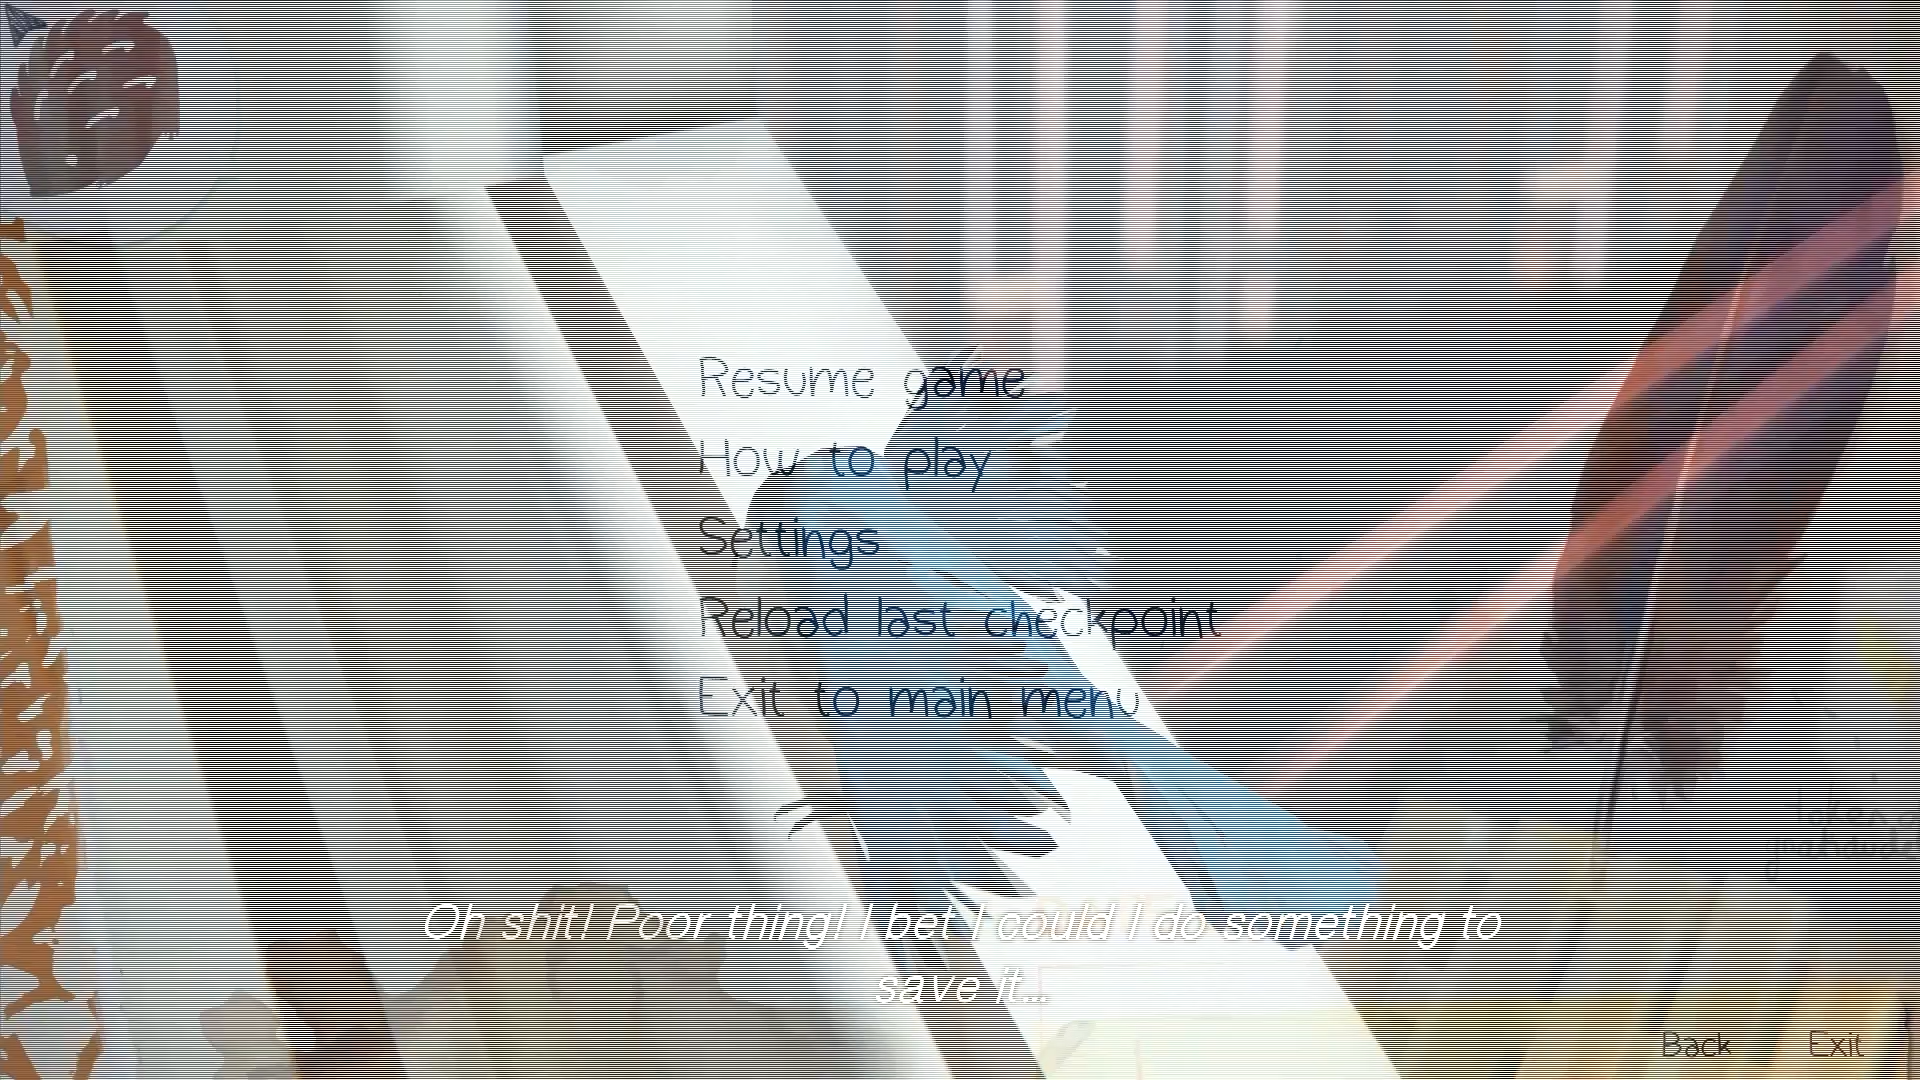 Resume game
How to play
Settings
Reload last checkpoint
Exit to main menu
Oh shit! Poor thing! I bet I could I do something to
save it...
Back
Exit